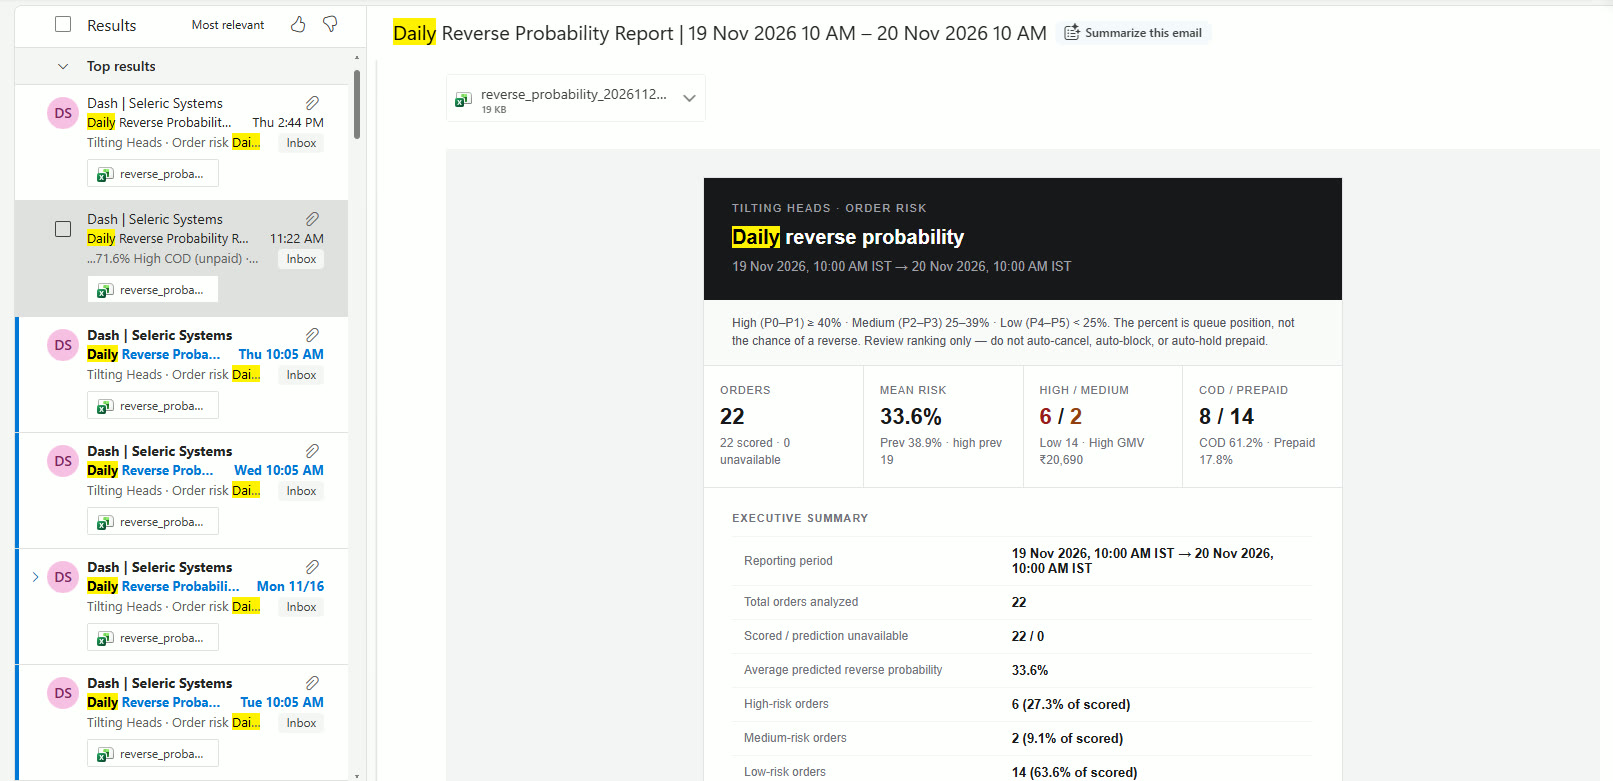 Results
Most relevant
Top results
DS
Dash | Seleric Systems
Daily Reverse Probabilit... Thu 2:44 PM
Tilting Heads · Order risk Dai... Inbox
reverse_proba...
Dash | Seleric Systems
Daily Reverse Probability R... 11:22 AM
...71.6% High COD (unpaid) ·... Inbox
reverse_proba...
DS
Dash | Seleric Systems
Daily Reverse Proba... Thu 10:05 AM
Tilting Heads · Order risk Dai... Inbox
reverse_proba...
DS
Dash | Seleric Systems
Daily Reverse Prob... Wed 10:05 AM
Tilting Heads · Order risk Dai... Inbox
reverse_proba...
DS
Dash | Seleric Systems
Daily Reverse Probabili... Mon 11/16
Tilting Heads · Order risk Dai... Inbox
reverse_proba...
DS
Dash | Seleric Systems
Daily Reverse Proba... Tue 10:05 AM
Tilting Heads · Order risk Dai... Inbox
reverse_proba...
Daily Reverse Probability Report | 19 Nov 2026 10 AM – 20 Nov 2026 10 AM
Summarize this email
reverse_probability_2026112...
19 KB
TILTING HEADS · ORDER RISK
Daily reverse probability
19 Nov 2026, 10:00 AM IST → 20 Nov 2026, 10:00 AM IST
High (P0–P1) ≥ 40% · Medium (P2–P3) 25–39% · Low (P4–P5) < 25%. The percent is queue position, not
the chance of a reverse. Review ranking only — do not auto-cancel, auto-block, or auto-hold prepaid.
ORDERS
22
22 scored · 0
unavailable
MEAN RISK
33.6%
Prev 38.9% · high prev
19
HIGH / MEDIUM
6 / 2
Low 14 · High GMV
₹20,690
COD / PREPAID
8 / 14
COD 61.2% · Prepaid
17.8%
EXECUTIVE SUMMARY
Reporting period
19 Nov 2026, 10:00 AM IST → 20 Nov 2026,
10:00 AM IST
Total orders analyzed 22
Scored / prediction unavailable 22 / 0
Average predicted reverse probability 33.6%
High-risk orders 6 (27.3% of scored)
Medium-risk orders 2 (9.1% of scored)
Low-risk orders 14 (63.6% of scored)